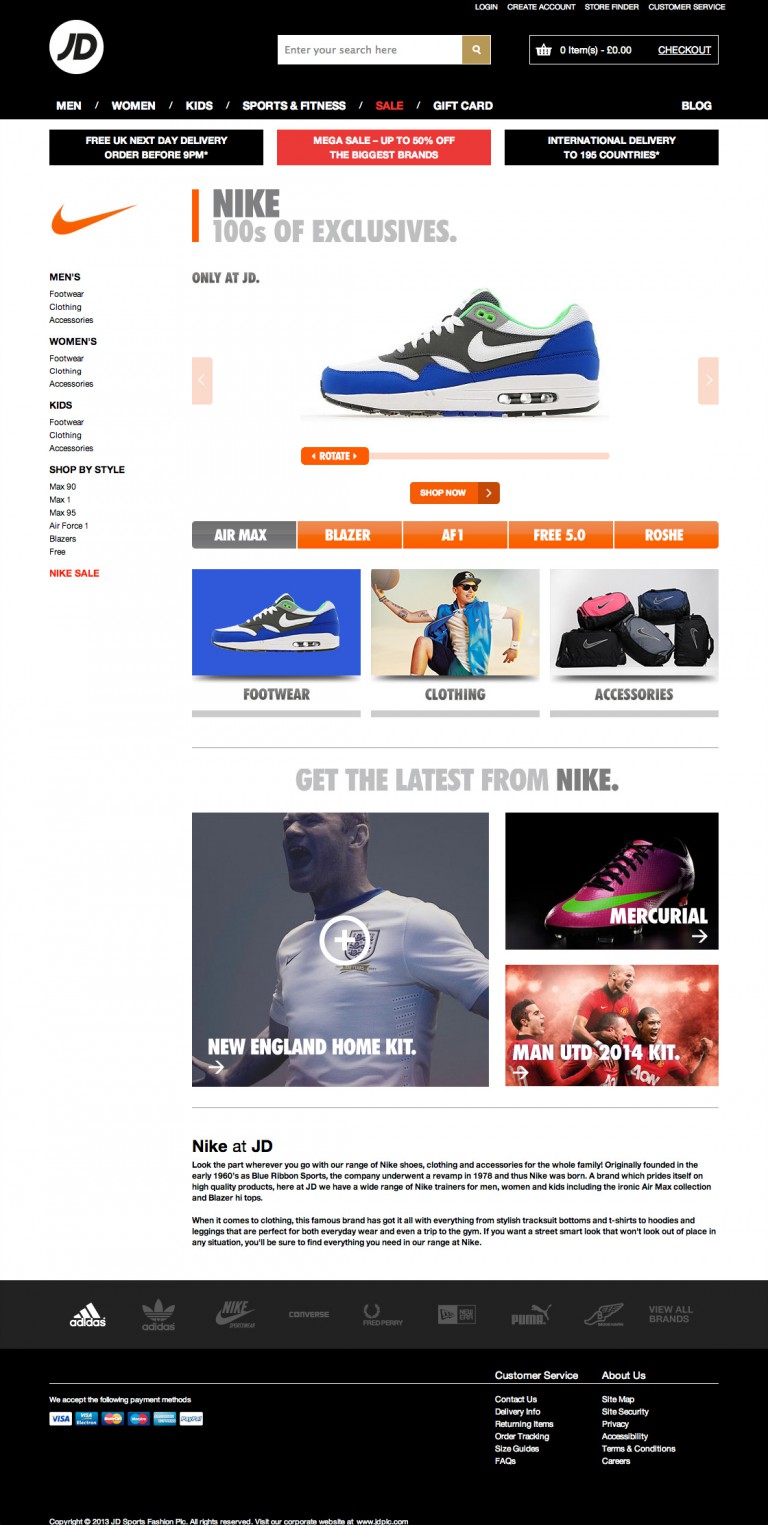 LOGIN CREATE ACCOUNT STORE FINDER CUSTOMER SERVICE
JD
Enter your search here
0 Item(s) - £0.00 CHECKOUT
MEN / WOMEN / KIDS / SPORTS & FITNESS / SALE / GIFT CARD BLOG
FREE UK NEXT DAY DELIVERY
ORDER BEFORE 9PM*
MEGA SALE – UP TO 50% OFF
THE BIGGEST BRANDS
INTERNATIONAL DELIVERY
TO 195 COUNTRIES*
NIKE
100s OF EXCLUSIVES.
MEN'S
Footwear
Clothing
Accessories
WOMEN'S
Footwear
Clothing
Accessories
KIDS
Footwear
Clothing
Accessories
SHOP BY STYLE
Max 90
Max 1
Max 95
Air Force 1
Blazers
Free
NIKE SALE
ONLY AT JD.
ROTATE
SHOP NOW
AIR MAX BLAZER AF1 FREE 5.0 ROSHE
FOOTWEAR CLOTHING ACCESSORIES
GET THE LATEST FROM NIKE.
NEW ENGLAND HOME KIT.
MERCURIAL
MAN UTD 2014 KIT.
AON
Nike at JD
Look the part wherever you go with our range of Nike shoes, clothing and accessories for the whole family! Originally founded in the
early 1960's as Blue Ribbon Sports, the company underwent a revamp in 1978 and thus Nike was born. A brand which prides itself on
high quality products, here at JD we have a wide range of Nike trainers for men, women and kids including the ironic Air Max collection
and Blazer hi tops.
When it comes to clothing, this famous brand has got it all with everything from stylish tracksuit bottoms and t-shirts to hoodies and
leggings that are perfect for both everyday wear and even a trip to the gym. If you want a street smart look that won't look out of place in
any situation, you'll be sure to find everything you need in our range at Nike.
adidas adidas NIKE SPORTSWEAR CONVERSE FRED PERRY NEW ERA PUMA VIEW ALL
BRANDS
Customer Service
Contact Us
Delivery Info
Returning Items
Order Tracking
Size Guides
FAQs
About Us
Site Map
Site Security
Privacy
Accessibility
Terms & Conditions
Careers
We accept the following payment methods
VISA VISA Electron PayPal
Copyright © 2013 JD Sports Fashion Plc. All rights reserved. Visit our corporate website at www.jdplc.com